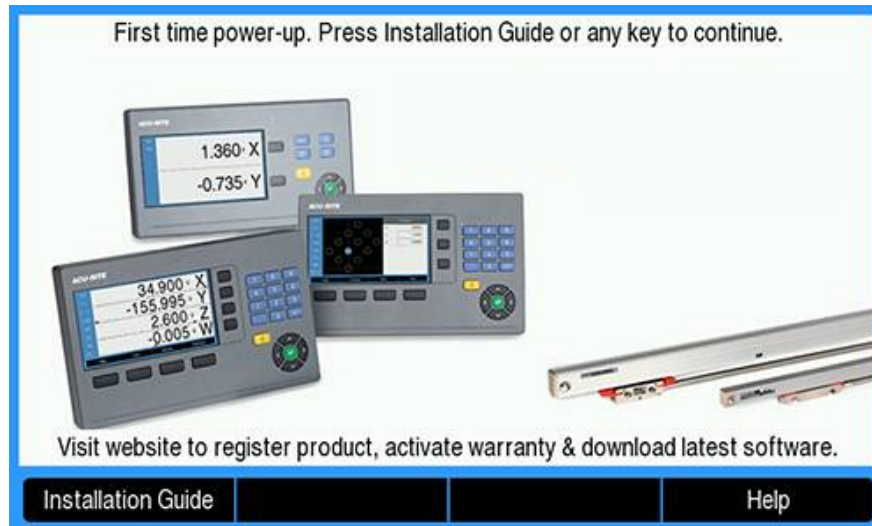 First time power-up. Press Installation Guide or any key to continue.
ACU-RITE
1.360 X
-0.735 Y
ACU-RITE
ACU-RITE
34.900 X
-155.995 Y
2.600 Z
-0.005 W
Visit website to register product, activate warranty & download latest software.
Installation Guide
Help